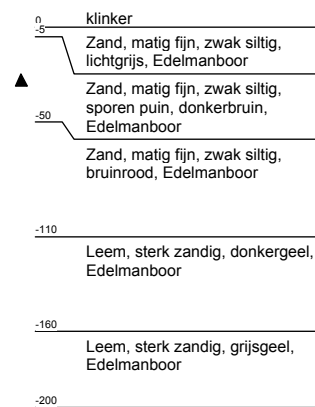 0 klinker
-5
Zand, matig fijn, zwak siltig,
lichtgrijs, Edelmanboor
Zand, matig fijn, zwak siltig,
sporen puin, donkerbruin,
Edelmanboor
-50
Zand, matig fijn, zwak siltig,
bruinrood, Edelmanboor
-110
Leem, sterk zandig, donkergeel,
Edelmanboor
-160
Leem, sterk zandig, grijsgeel,
Edelmanboor
-200